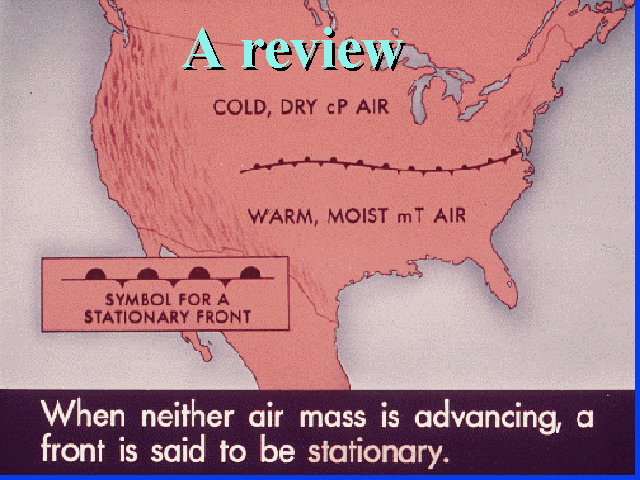 A review
COLD, DRY cP AIR
WARM, MOIST mT AIR
SYMBOL FOR A
STATIONARY FRONT
When neither air mass is advancing, a
front is said to be stationary.